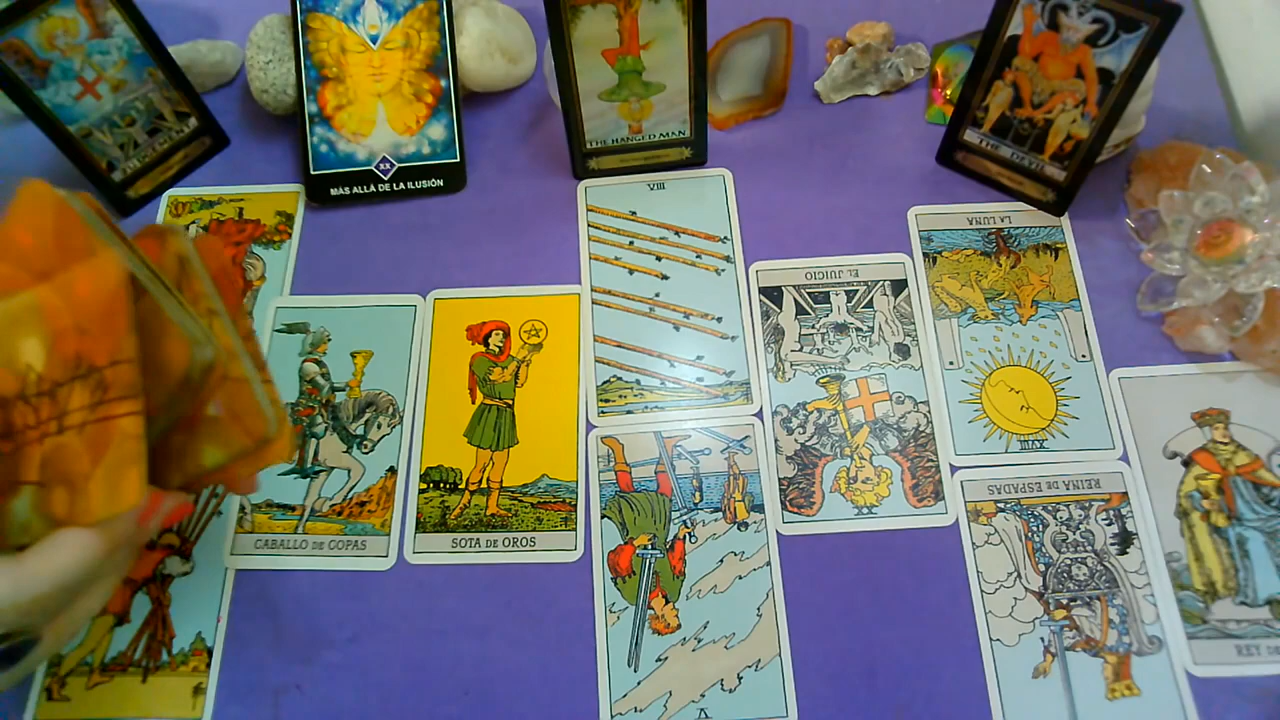 XX
MÁS ALLÁ DE LA ILUSIÓN
THE HANGED MAN
THE DEVIL
VIII
EL JUICIO
LA LUNA
XVIII
CABALLO DE COPAS
SOTA DE OROS
REINA DE ESPADAS
REY
V